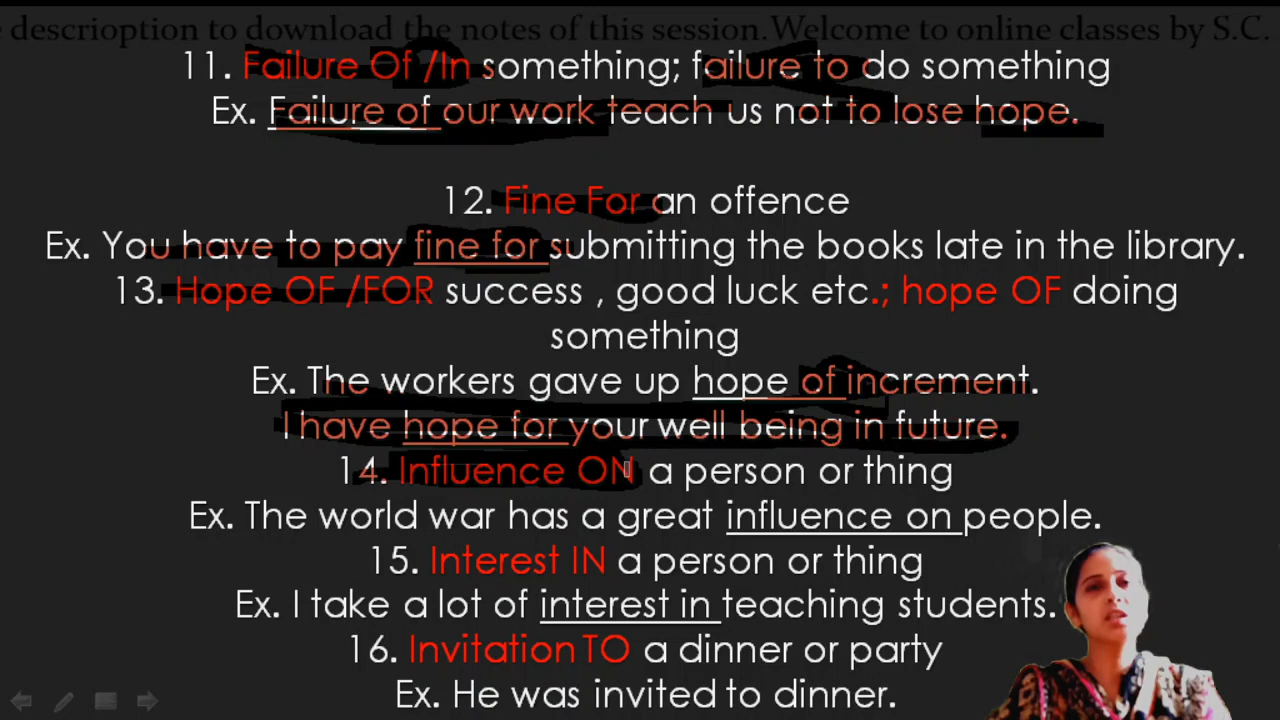 e descrioption to download the notes of this session.Welcome to online classes by S.C.
11. Failure Of /In something; failure to do something
Ex. Failure of our work teach us not to lose hope.
12. Fine For an offence
Ex. You have to pay fine for submitting the books late in the library.
13. Hope OF /FOR success , good luck etc.; hope OF doing
something
Ex. The workers gave up hope of increment.
I have hope for your well being in future.
14. Influence ON a person or thing
Ex. The world war has a great influence on people.
15. Interest IN a person or thing
Ex. I take a lot of interest in teaching students.
16. Invitation TO a dinner or party
Ex. He was invited to dinner.